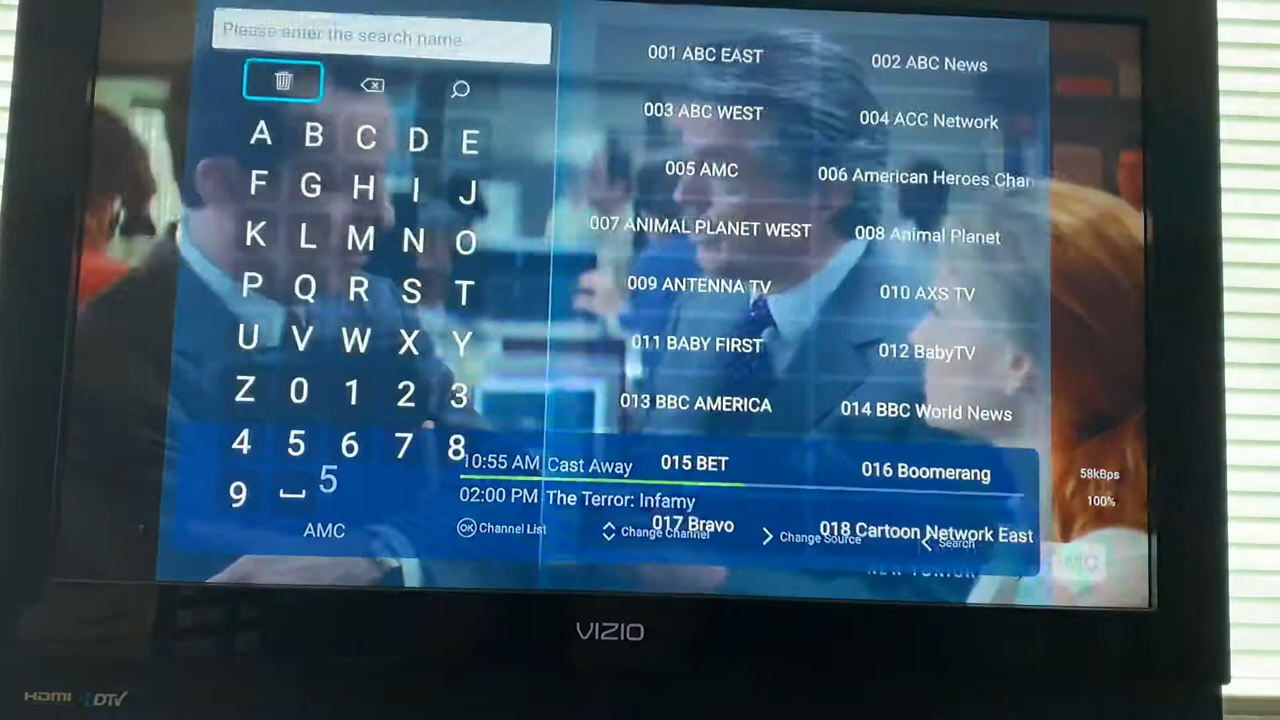 Please enter the search name
A B C D E
F G H I J
K L M N O
P Q R S T
U V W X Y
Z 0 1 2 3
4 5 6 7 8
9
001 ABC EAST
002 ABC News
003 ABC WEST
004 ACC Network
005 AMC
006 American Heroes Chan
007 ANIMAL PLANET WEST
008 Animal Planet
009 ANTENNA TV
010 AXS TV
011 BABY FIRST
012 BabyTV
013 BBC AMERICA
014 BBC World News
015 BET
016 Boomerang
017 Bravo
018 Cartoon Network East
5
AMC
10:55 AM Cast Away
02:00 PM The Terror: Infamy
OK Channel List
Change Channel
Change Source
Search
58kBps
100%
AMC
VIZIO
HDMI
HDTV